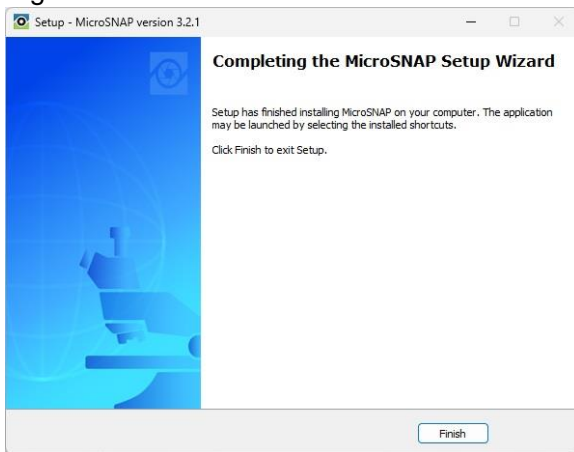 Setup - MicroSNAP version 3.2.1
Completing the MicroSNAP Setup Wizard
Setup has finished installing MicroSNAP on your computer. The application
may be launched by selecting the installed shortcuts.
Click Finish to exit Setup.
Finish